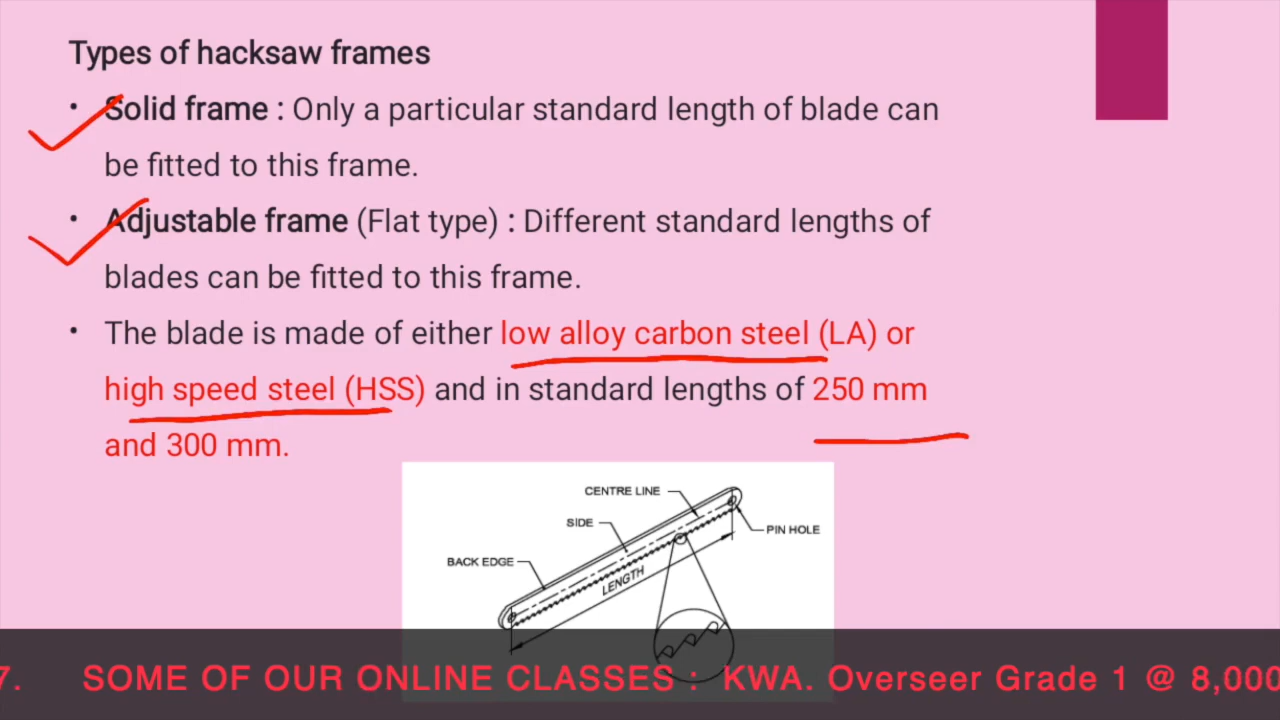 Types of hacksaw frames
• Solid frame : Only a particular standard length of blade can
be fitted to this frame.
• Adjustable frame (Flat type) : Different standard lengths of
blades can be fitted to this frame.
• The blade is made of either low alloy carbon steel (LA) or
high speed steel (HSS) and in standard lengths of 250 mm
and 300 mm.
CENTRE LINE
SIDE
PIN HOLE
BACK EDGE
LENGTH
7. SOME OF OUR ONLINE CLASSES : KWA. Overseer Grade 1 @ 8,000